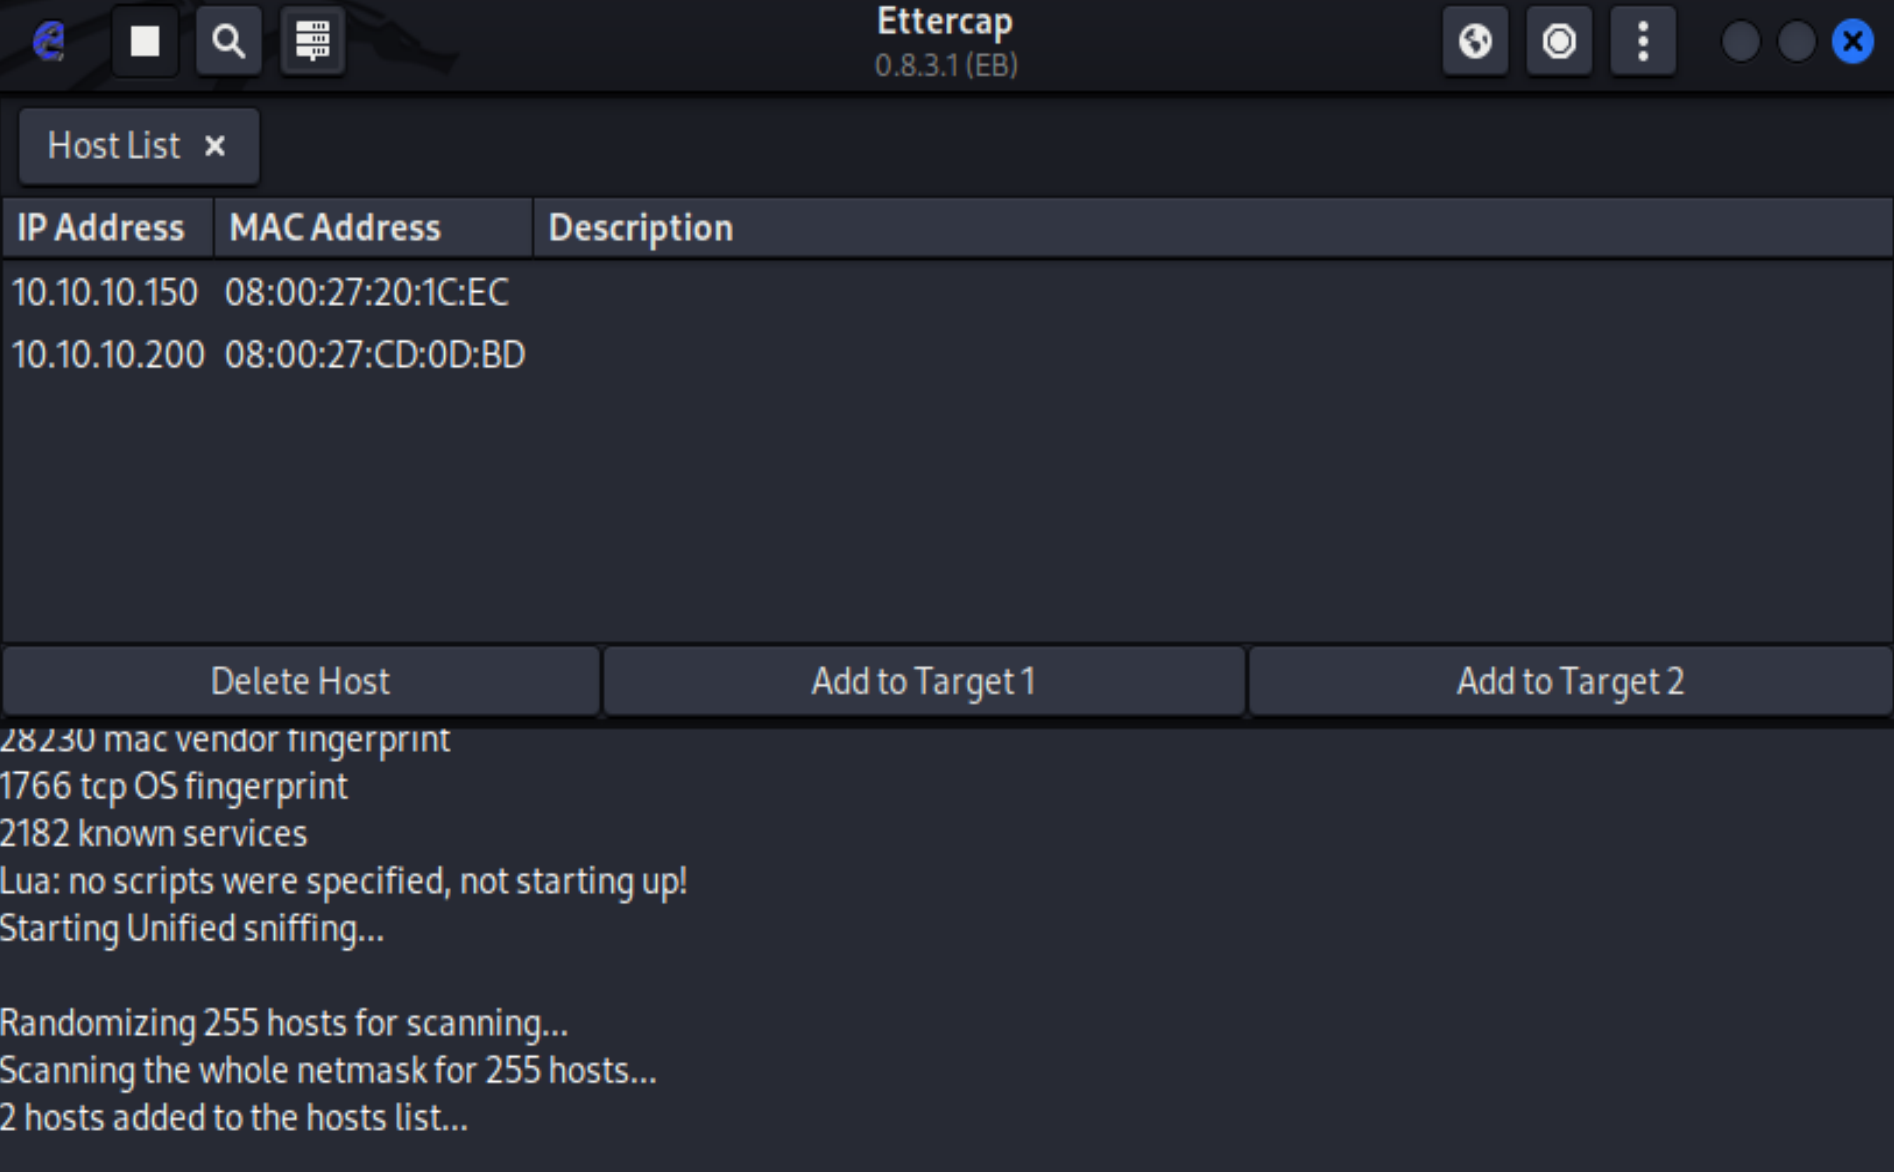 Ettercap
0.8.3.1 (EB)
Host List ×
IP Address MAC Address Description
10.10.10.150 08:00:27:20:1C:EC
10.10.10.200 08:00:27:CD:0D:BD
Delete Host Add to Target 1 Add to Target 2
28230 mac vendor fingerprint
1766 tcp OS fingerprint
2182 known services
Lua: no scripts were specified, not starting up!
Starting Unified sniffing...
Randomizing 255 hosts for scanning...
Scanning the whole netmask for 255 hosts...
2 hosts added to the hosts list...